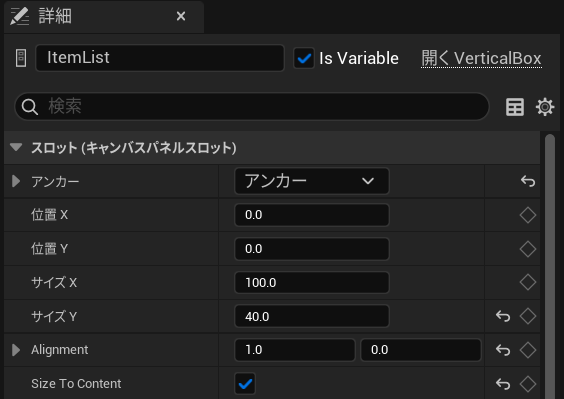 詳細
ItemList Is Variable 開く VerticalBox
検索
スロット (キャンバスパネルスロット)
アンカー アンカー
位置 X 0.0
位置 Y 0.0
サイズ X 100.0
サイズ Y 40.0
Alignment 1.0 0.0
Size To Content